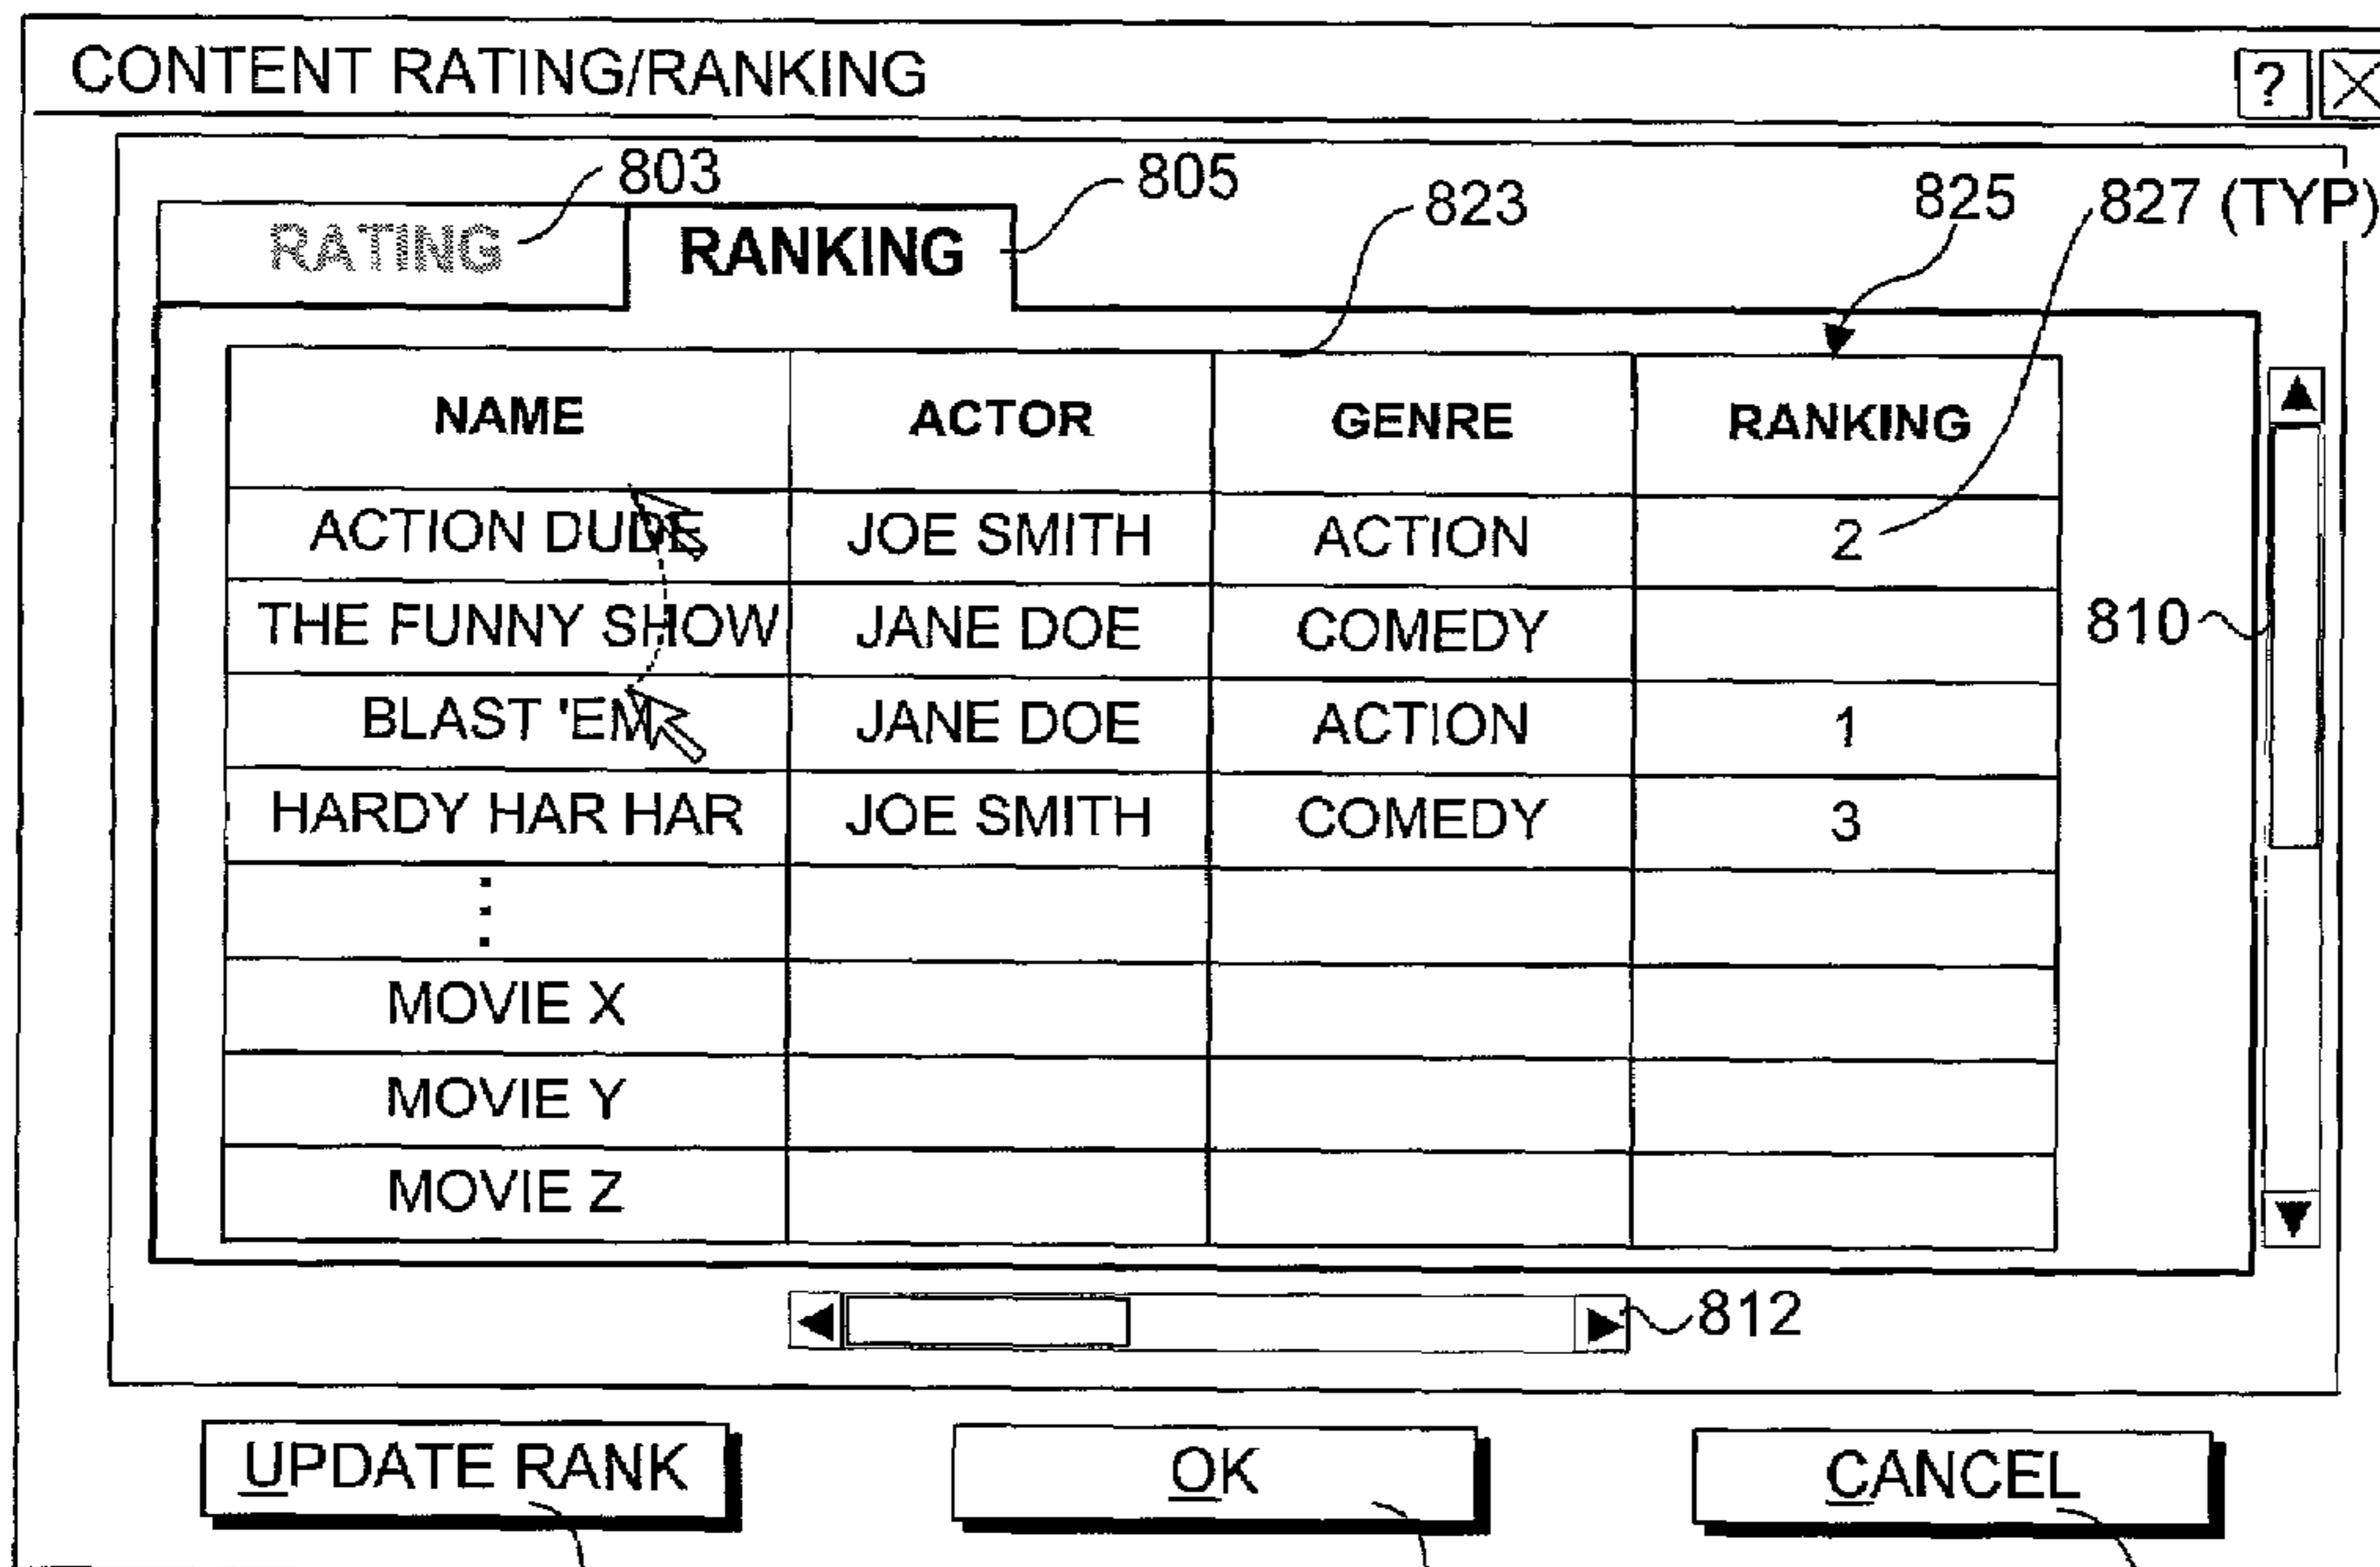 CONTENT RATING/RANKING ?
803 805 823 825 827 (TYP)
RATING RANKING
NAME ACTOR GENRE RANKING
ACTION DUDE JOE SMITH ACTION 2
THE FUNNY SHOW JANE DOE COMEDY
810
BLAST 'EM JANE DOE ACTION 1
HARDY HAR HAR JOE SMITH COMEDY 3
MOVIE X
MOVIE Y
MOVIE Z
812
UPDATE RANK OK CANCEL